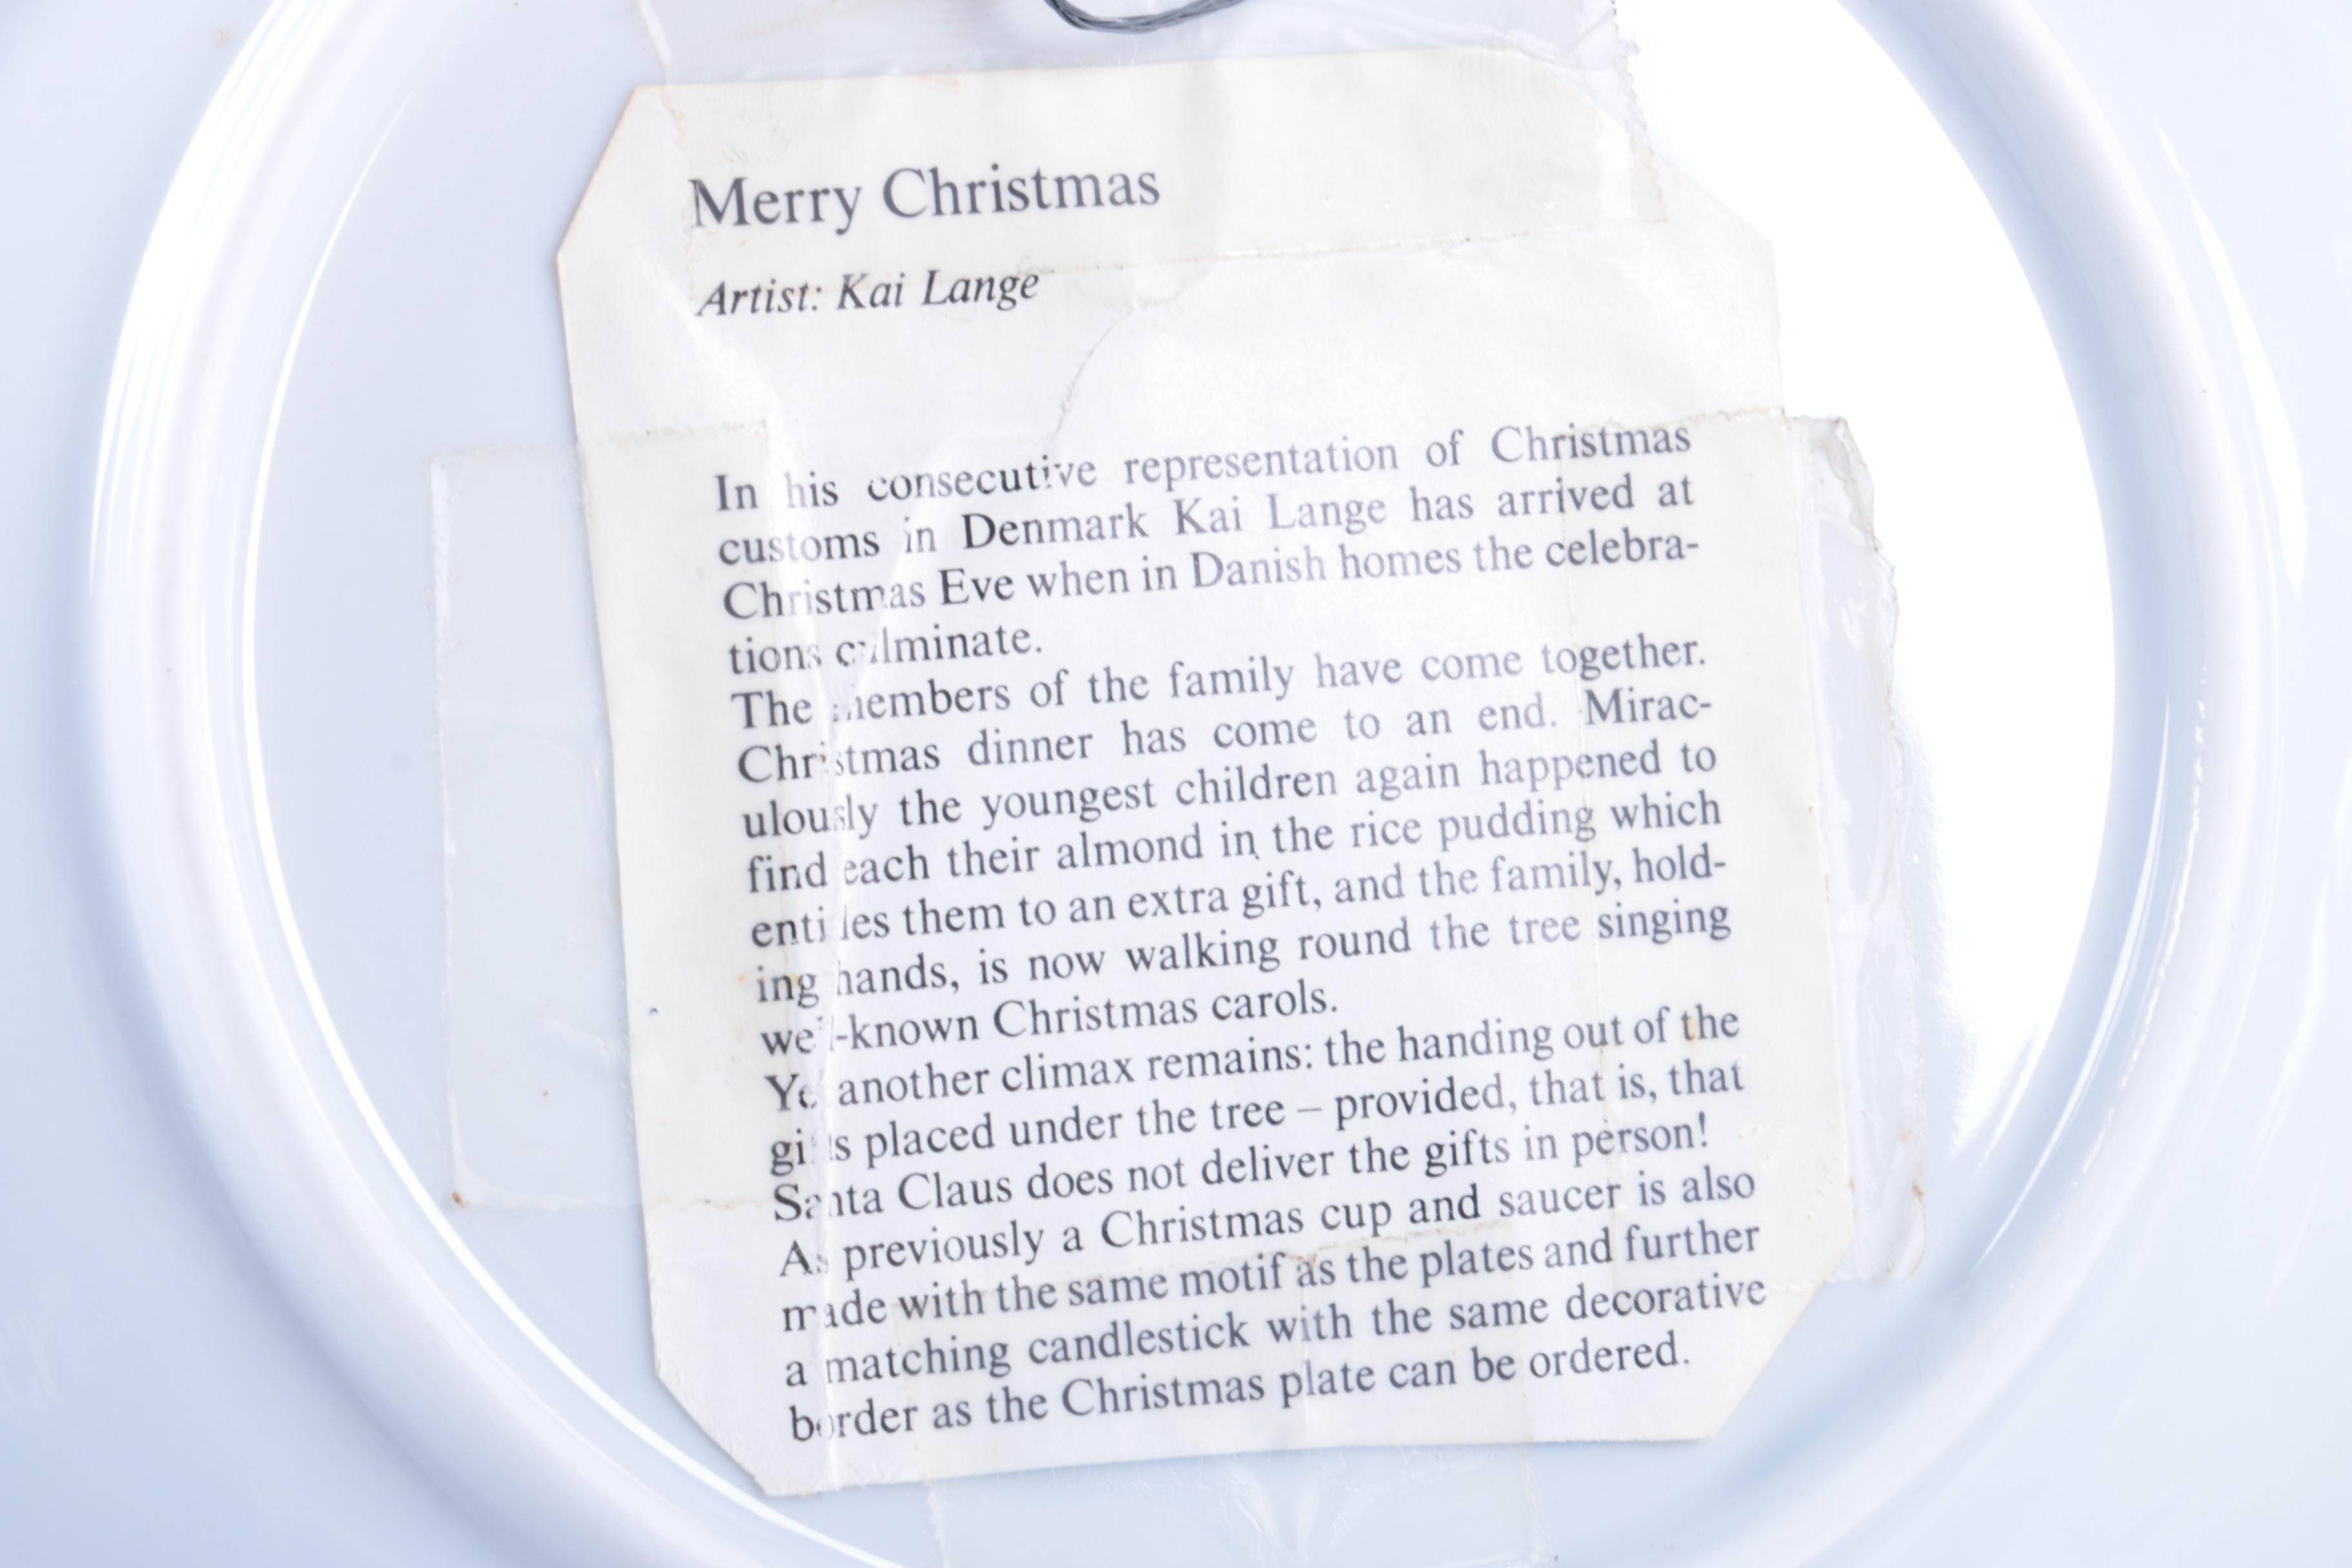 Merry Christmas
Artist: Kai Lange
In his consecutive representation of Christmas
customs in Denmark Kai Lange has arrived at
Christmas Eve when in Danish homes the celebra-
tions culminate.
The members of the family have come together.
Christmas dinner has come to an end. Mirac-
ulously the youngest children again happened to
find each their almond in the rice pudding which
entitles them to an extra gift, and the family, hold-
ing hands, is now walking round the tree singing
well-known Christmas carols.
Yet another climax remains: the handing out of the
gifts placed under the tree – provided, that is, that
Santa Claus does not deliver the gifts in person!
As previously a Christmas cup and saucer is also
made with the same motif as the plates and further
a matching candlestick with the same decorative
border as the Christmas plate can be ordered.